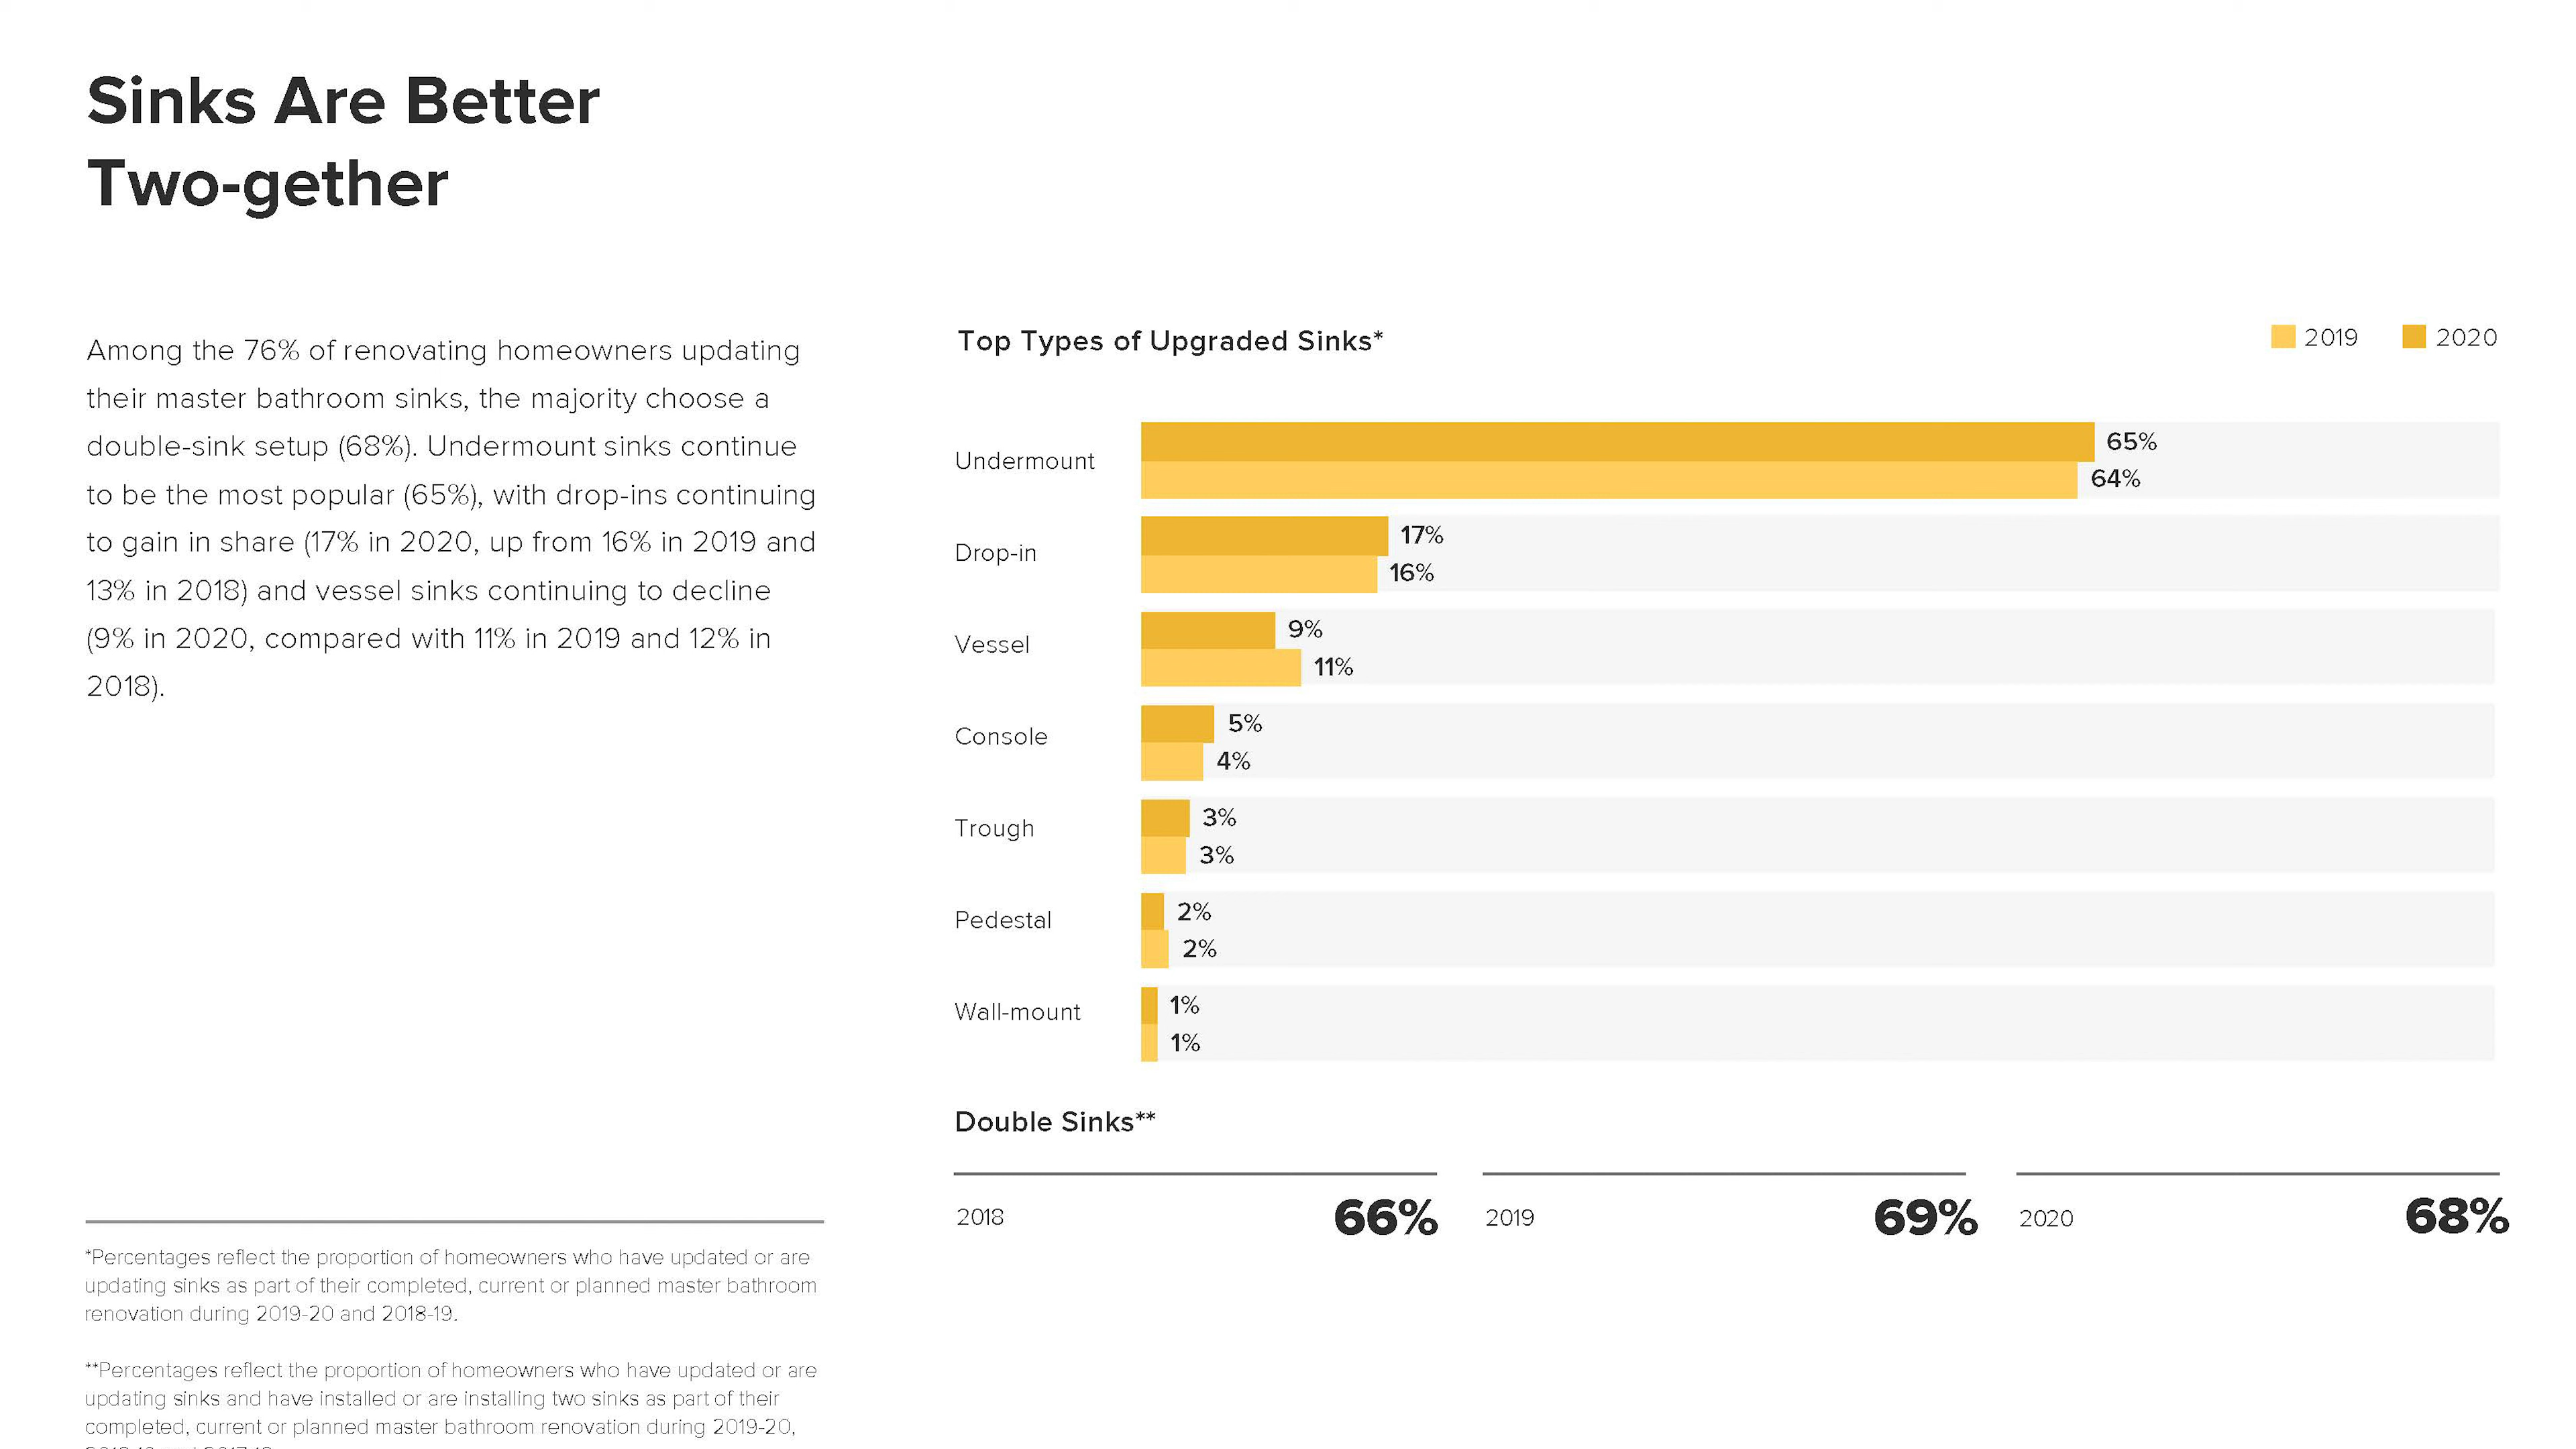 Sinks Are Better
Two-gether
Among the 76% of renovating homeowners updating
their master bathroom sinks, the majority choose a
double-sink setup (68%). Undermount sinks continue
to be the most popular (65%), with drop-ins continuing
to gain in share (17% in 2020, up from 16% in 2019 and
13% in 2018) and vessel sinks continuing to decline
(9% in 2020, compared with 11% in 2019 and 12% in
2018).
*Percentages reflect the proportion of homeowners who have updated or are
updating sinks as part of their completed, current or planned master bathroom
renovation during 2019-20 and 2018-19.
**Percentages reflect the proportion of homeowners who have updated or are
updating sinks and have installed or are installing two sinks as part of their
completed, current or planned master bathroom renovation during 2019-20,
Top Types of Upgraded Sinks*
2019 2020
Undermount 65%
64%
Drop-in 17%
16%
Vessel 9%
11%
Console 5%
4%
Trough 3%
3%
Pedestal 2%
2%
Wall-mount 1%
1%
Double Sinks**
2018 66% 2019 69% 2020 68%